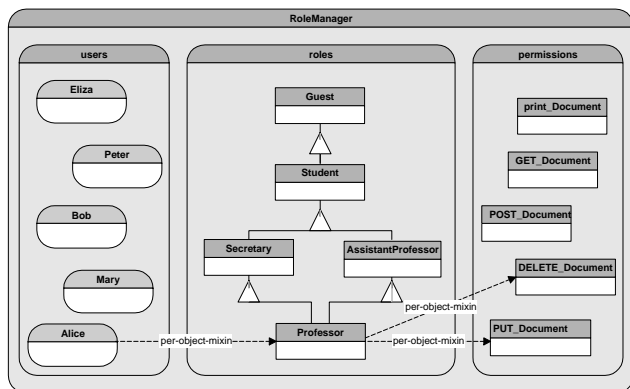 RoleManager
users
roles
permissions
Eliza
Peter
Bob
Mary
Alice
Guest
Student
Secretary
AssistantProfessor
Professor
print_Document
GET_Document
POST_Document
DELETE_Document
PUT_Document
per-object-mixin
per-object-mixin
per-object-mixin